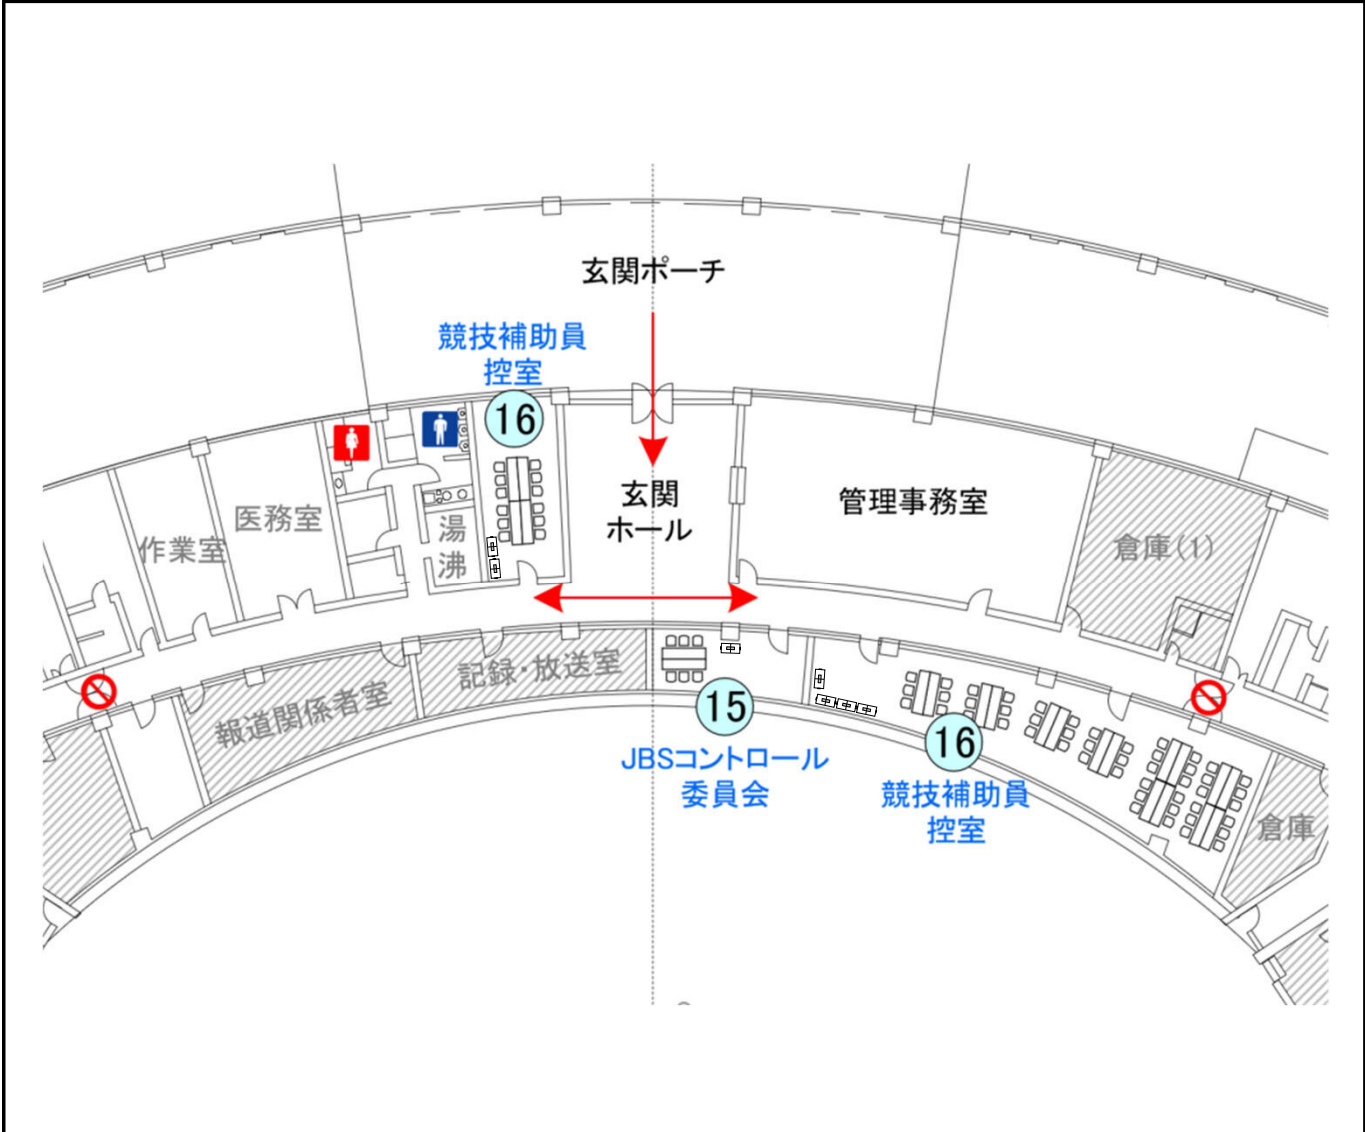 玄関ポーチ
競技補助員
控室
16
玄関
ホール
管理事務室
医務室
作業室
湯
沸
倉庫(1)
記録・放送室
報道関係者室
15
JBSコントロール
委員会
16
競技補助員
控室
倉庫